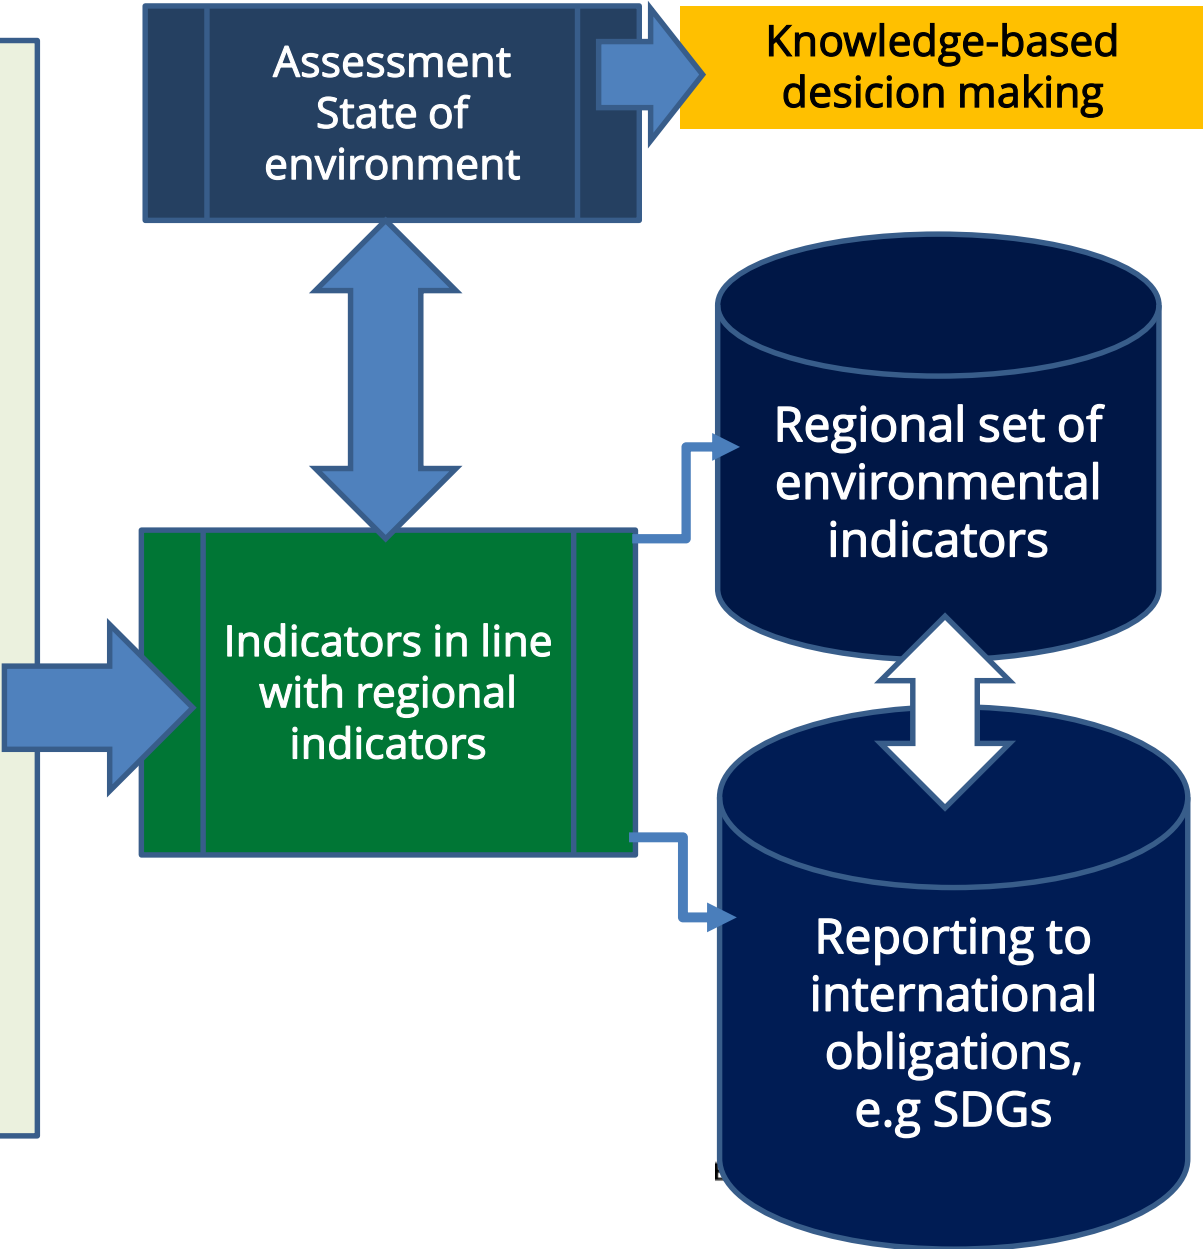 Assessment
State of
environment
Knowledge-based
desicion making
Regional set of
environmental
indicators
Indicators in line
with regional
indicators
Reporting to
international
obligations,
e.g SDGs